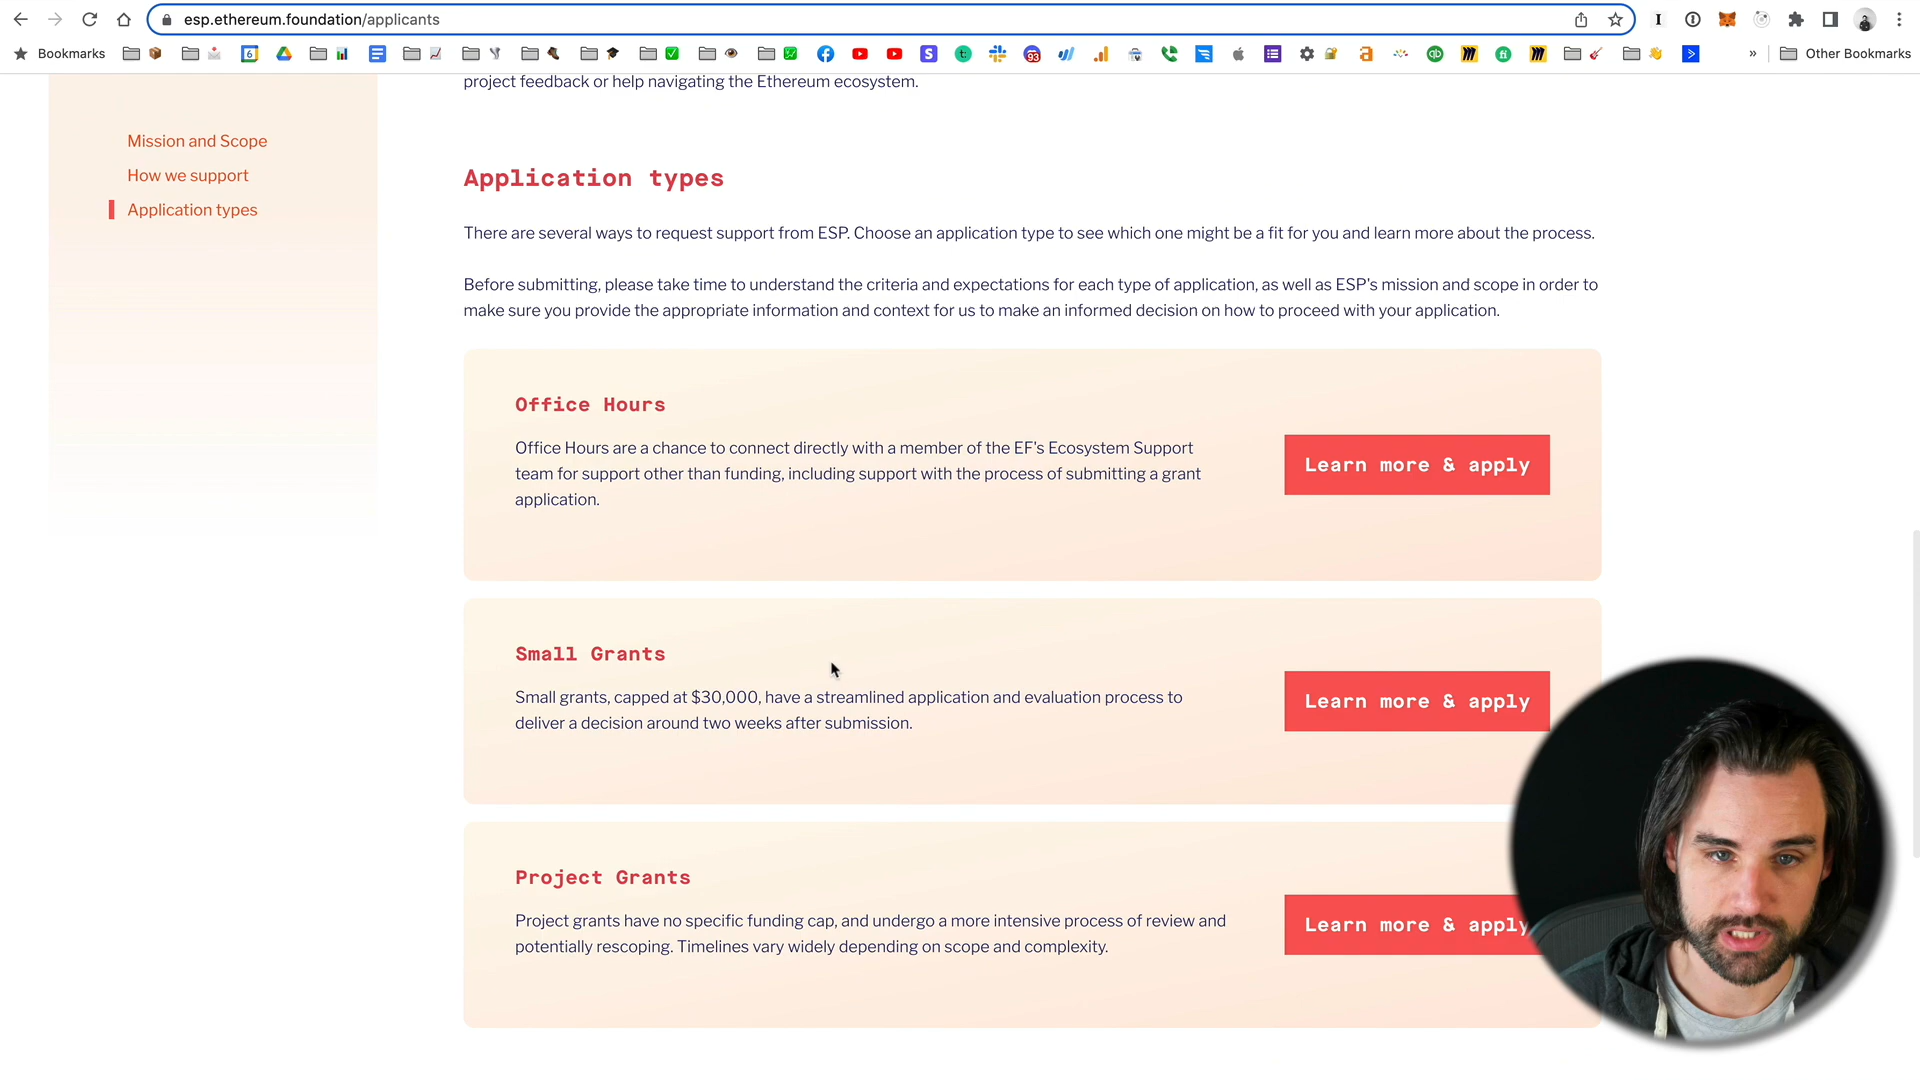 esp.ethereum.foundation/applicants
Bookmarks
6
93
»
Other Bookmarks
project feedback or help navigating the Ethereum ecosystem.
Mission and Scope
How we support
Application types
Application types
There are several ways to request support from ESP. Choose an application type to see which one might be a fit for you and learn more about the process.
Before submitting, please take time to understand the criteria and expectations for each type of application, as well as ESP's mission and scope in order to
make sure you provide the appropriate information and context for us to make an informed decision on how to proceed with your application.
Office Hours
Office Hours are a chance to connect directly with a member of the EF's Ecosystem Support
team for support other than funding, including support with the process of submitting a grant
application.
Learn more & apply
Small Grants
Small grants, capped at $30,000, have a streamlined application and evaluation process to
deliver a decision around two weeks after submission.
Learn more & apply
Project Grants
Project grants have no specific funding cap, and undergo a more intensive process of review and
potentially rescoping. Timelines vary widely depending on scope and complexity.
Learn more & apply